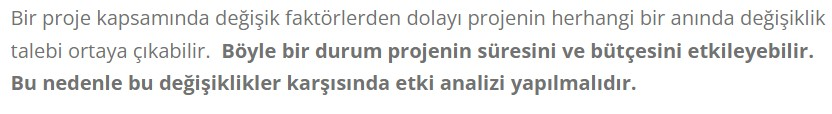 Bir proje kapsamında değişik faktörlerden dolayı projenin herhangi bir anında değişiklik
talebi ortaya çıkabilir. Böyle bir durum projenin süresini ve bütçesini etkileyebilir.
Bu nedenle bu değişiklikler karşısında etki analizi yapılmalıdır.